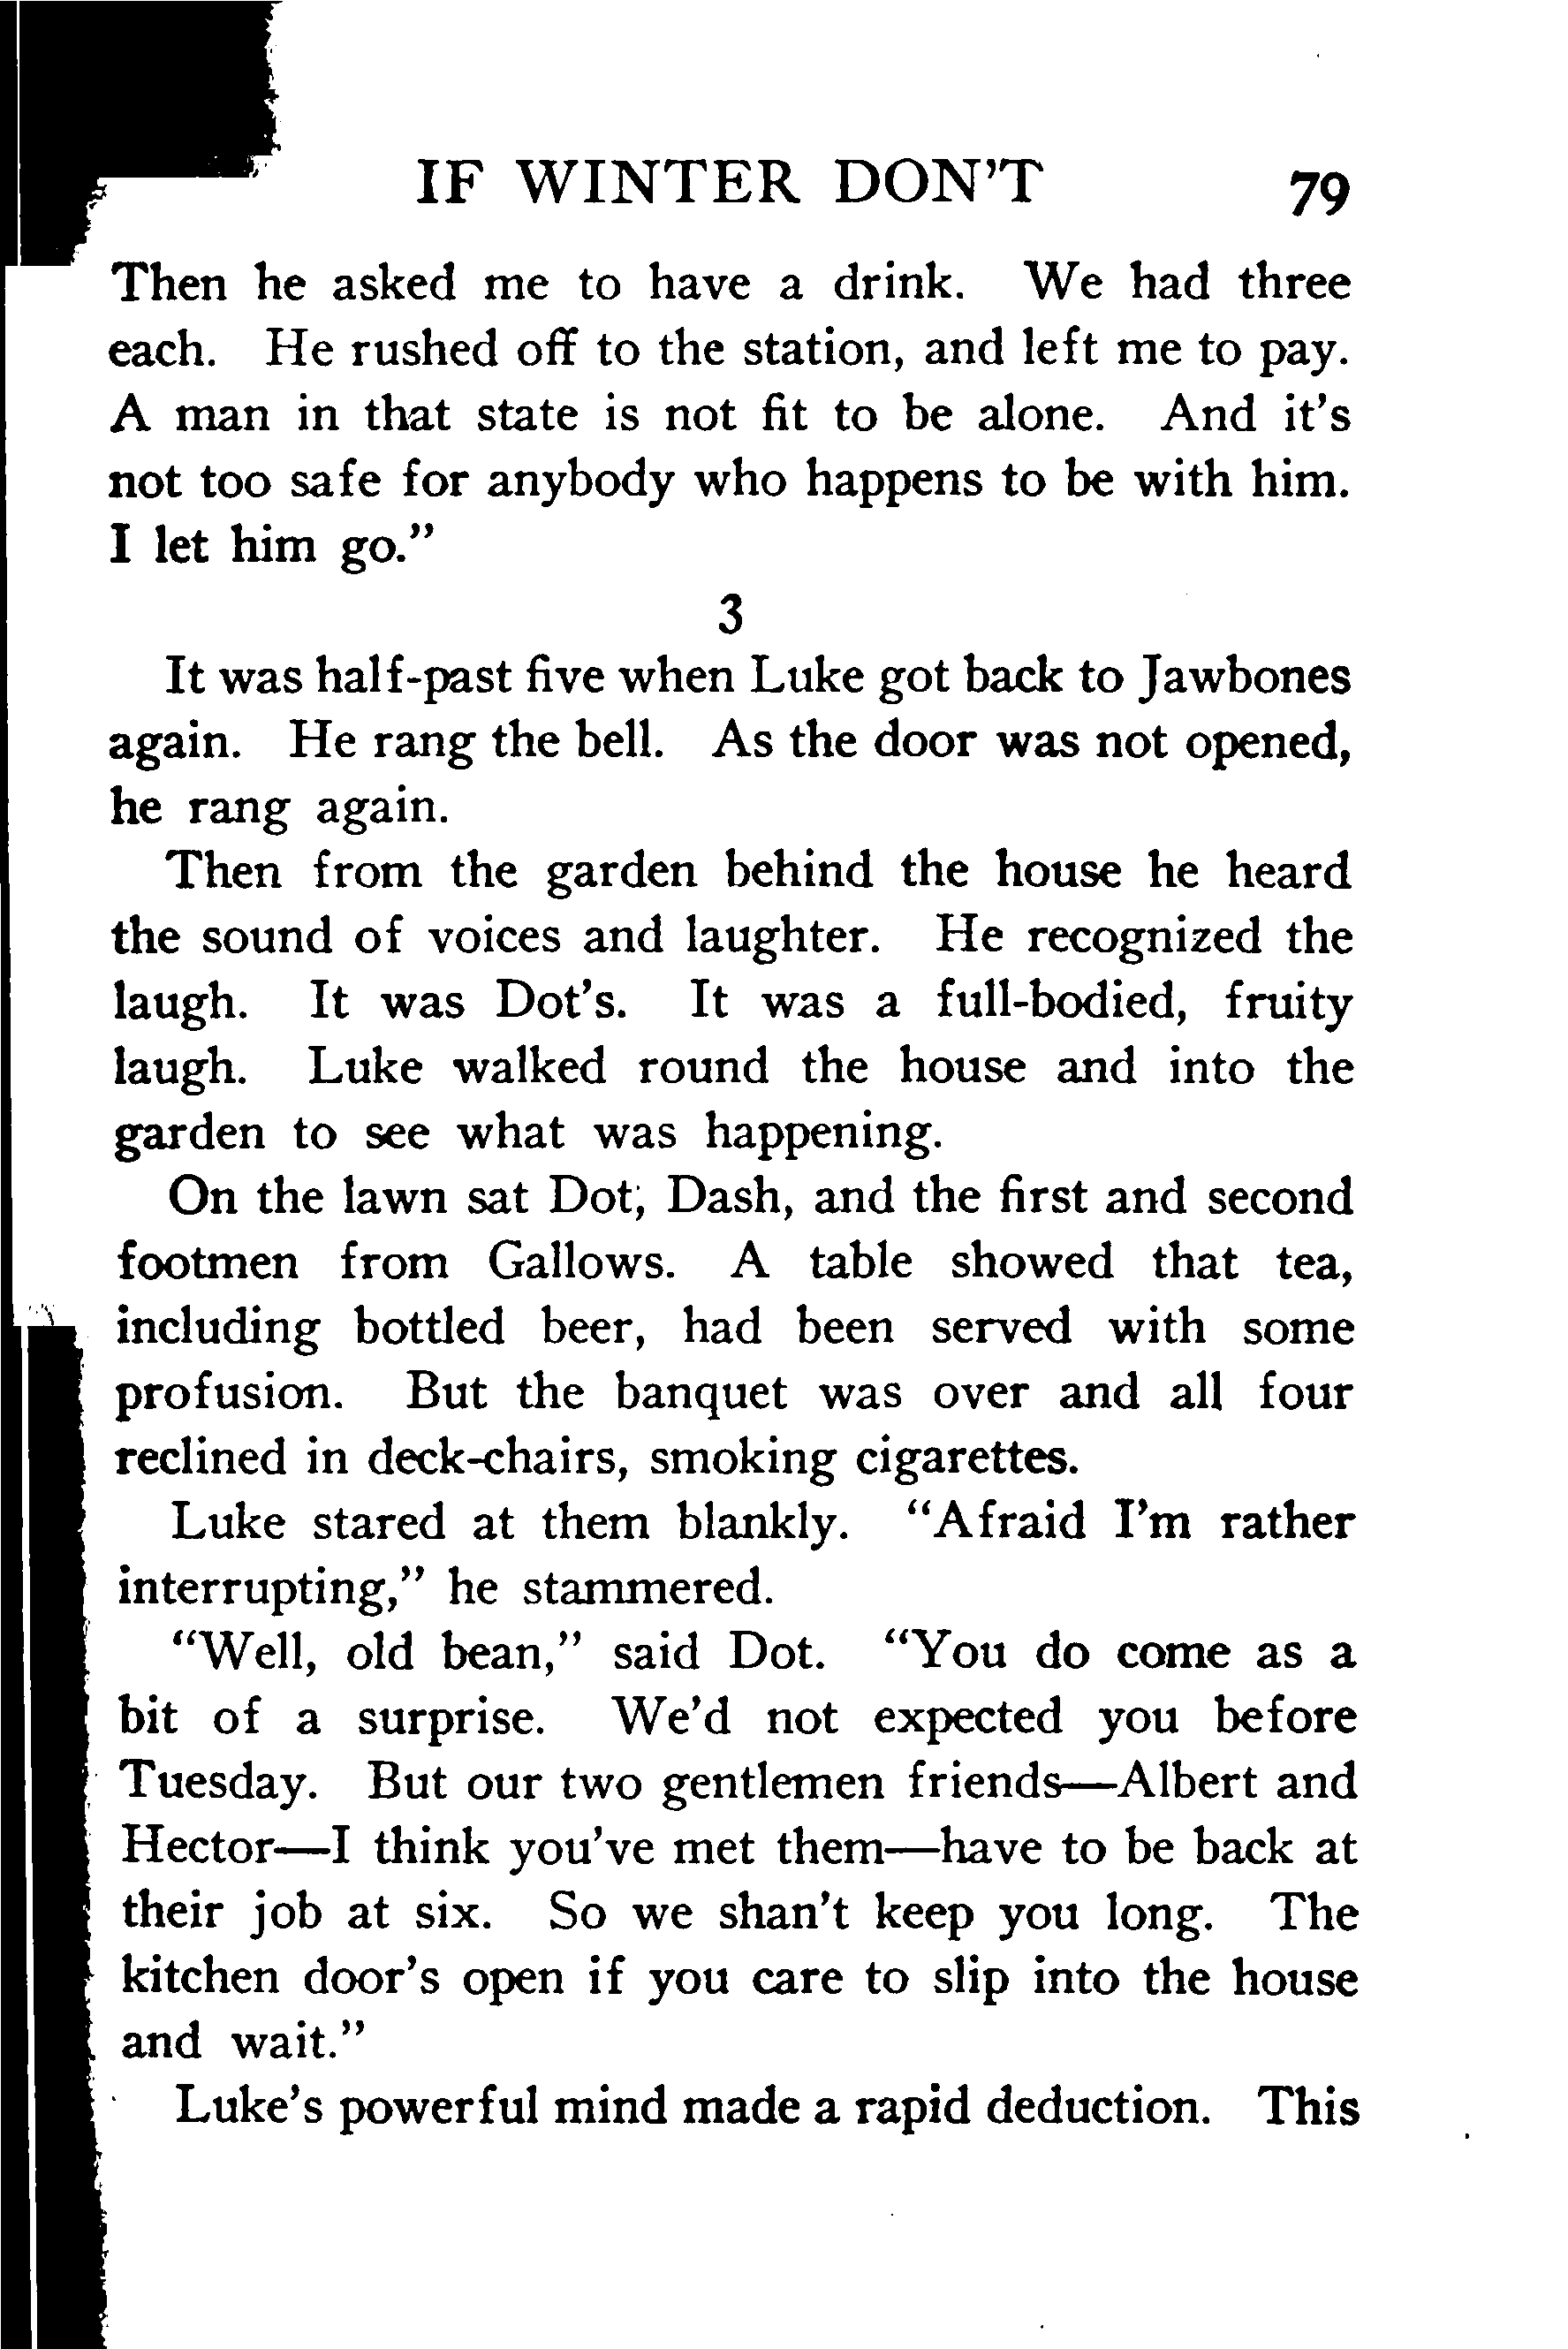 IF WINTER DON'T 79
Then he asked me to have a drink. We had three
each. He rushed off to the station, and left me to pay.
A man in that state is not fit to be alone. And it's
not too safe for anybody who happens to be with him.
I let him go."
3
It was half-past five when Luke got back to Jawbones
again. He rang the bell. As the door was not opened,
he rang again.
Then from the garden behind the house he heard
the sound of voices and laughter. He recognized the
laugh. It was Dot's. It was a full-bodied, fruity
laugh. Luke walked round the house and into the
garden to see what was happening.
On the lawn sat Dot, Dash, and the first and second
footmen from Gallows. A table showed that tea,
including bottled beer, had been served with some
profusion. But the banquet was over and all four
reclined in deck-chairs, smoking cigarettes.
Luke stared at them blankly. "Afraid I'm rather
interrupting," he stammered.
"Well, old bean," said Dot. "You do come as a
bit of a surprise. We'd not expected you before
Tuesday. But our two gentlemen friends—Albert and
Hector—I think you've met them—have to be back at
their job at six. So we shan't keep you long. The
kitchen door's open if you care to slip into the house
and wait."
Luke's powerful mind made a rapid deduction. This